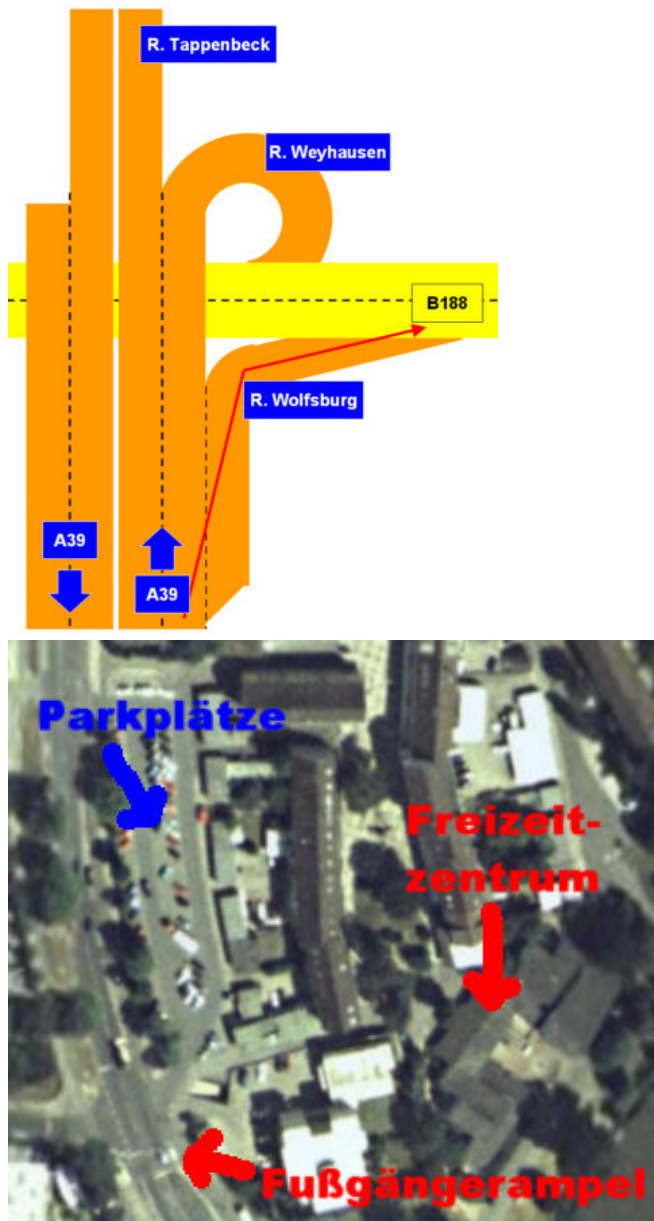 R. Tappenbeck
R. Weyhausen
B188
R. Wolfsburg
A39
A39
Parkplätze
Freizeit-
zentrum
Fußgängerampel